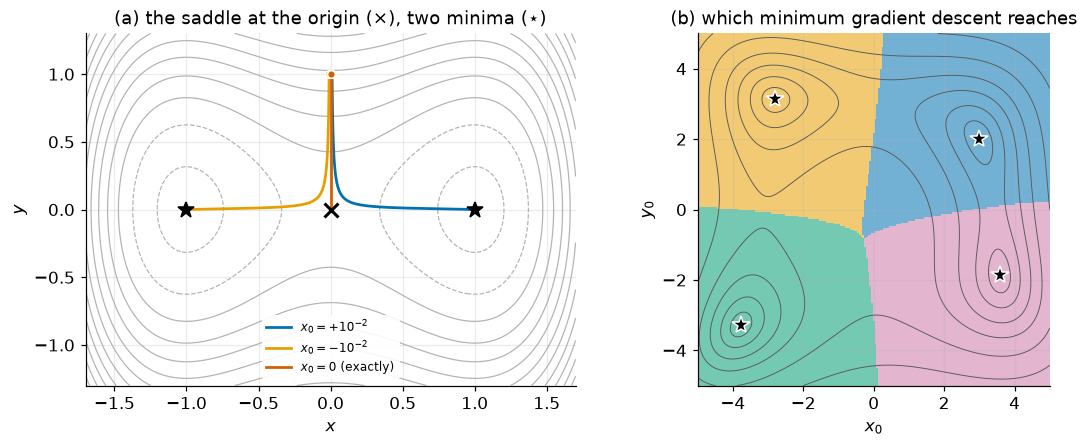 (a) the saddle at the origin (×), two minima (⋆)
1.0
0.5
0.0
−0.5
−1.0
y
x₀ = +10⁻²
x₀ = −10⁻²
x₀ = 0 (exactly)
−1.5 −1.0 −0.5 0.0 0.5 1.0 1.5
x
(b) which minimum gradient descent reaches
4
2
0
−2
−4
y₀
−4 −2 0 2 4
x₀